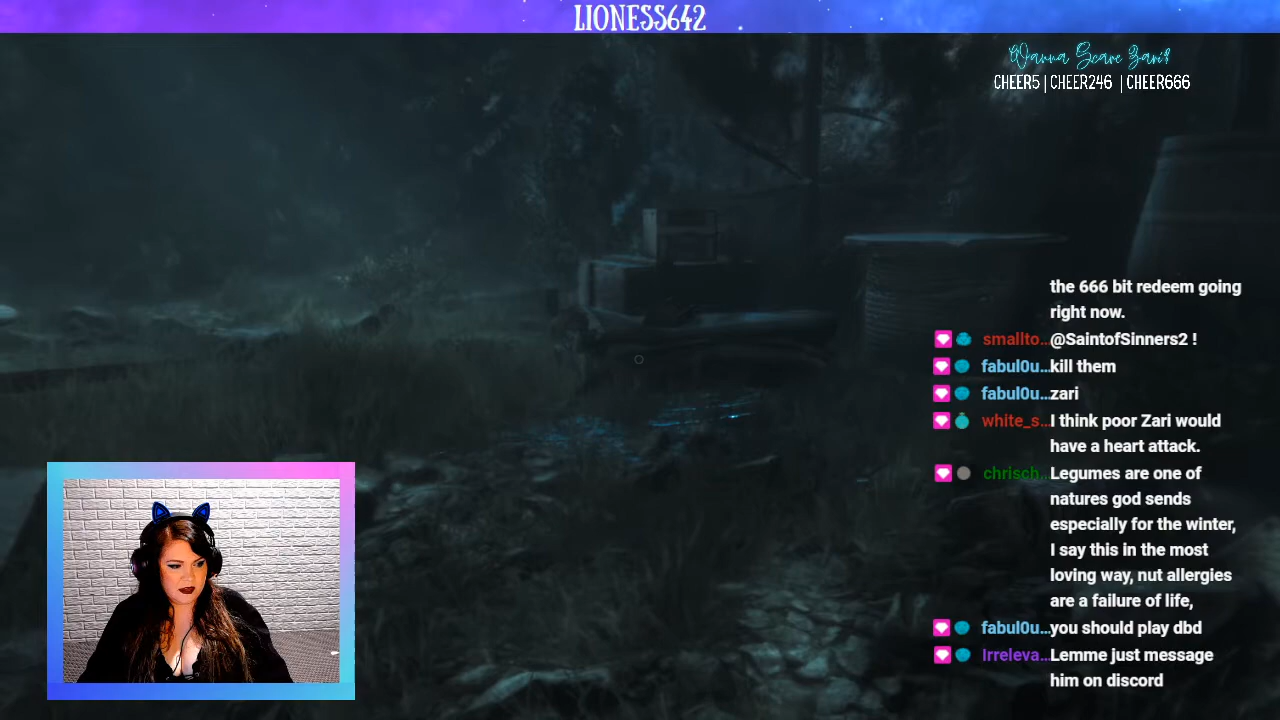 LIONESS642
Wanna Scare Zari?
CHEER5 | CHEER246 | CHEER666
the 666 bit redeem going
right now.
smallto... @SaintofSinners2 !
fabul0u... kill them
fabul0u... zari
white_s... I think poor Zari would
have a heart attack.
chrisch... Legumes are one of
natures god sends
especially for the winter,
I say this in the most
loving way, nut allergies
are a failure of life,
fabul0u... you should play dbd
Irreleva... Lemme just message
him on discord